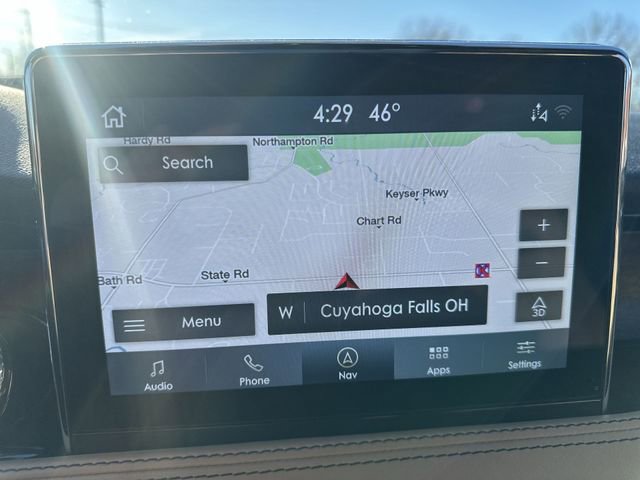 4:29 46°
Hardy Rd
Northampton Rd
Search
Keyser Pkwy
Chart Rd
State Rd
Bath Rd
W Cuyahoga Falls OH
Menu
3D
Audio
Phone
Nav
Apps
Settings